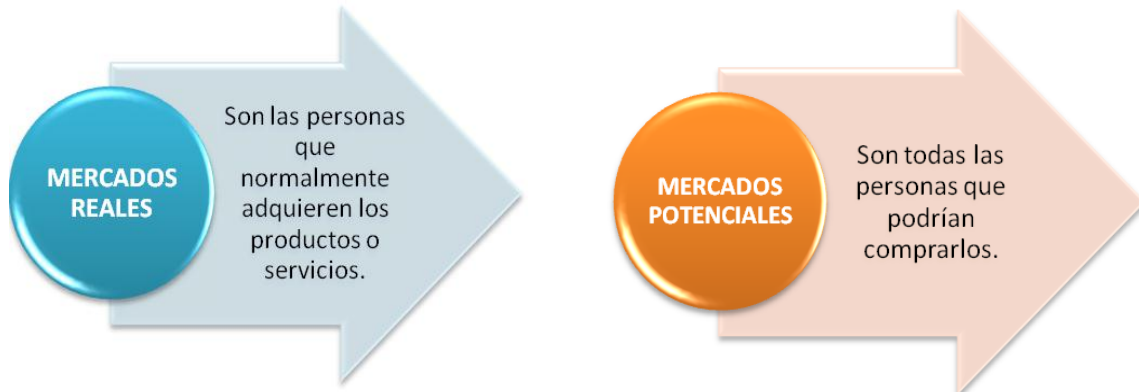 MERCADOS
REALES
Son las personas
que
normalmente
adquieren los
productos o
servicios.
MERCADOS
POTENCIALES
Son todas las
personas que
podrían
comprarlos.